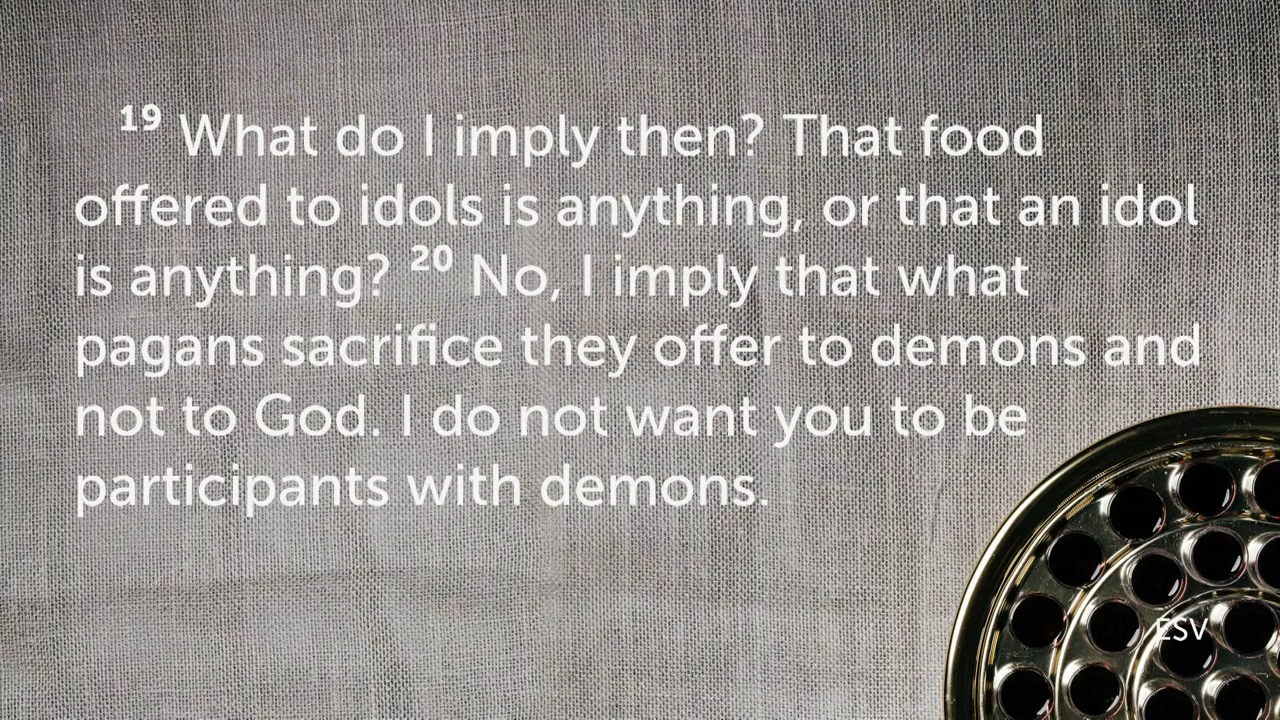 19 What do I imply then? That food
offered to idols is anything, or that an idol
is anything? 20 No, I imply that what
pagans sacrifice they offer to demons and
not to God. I do not want you to be
participants with demons.
ESV